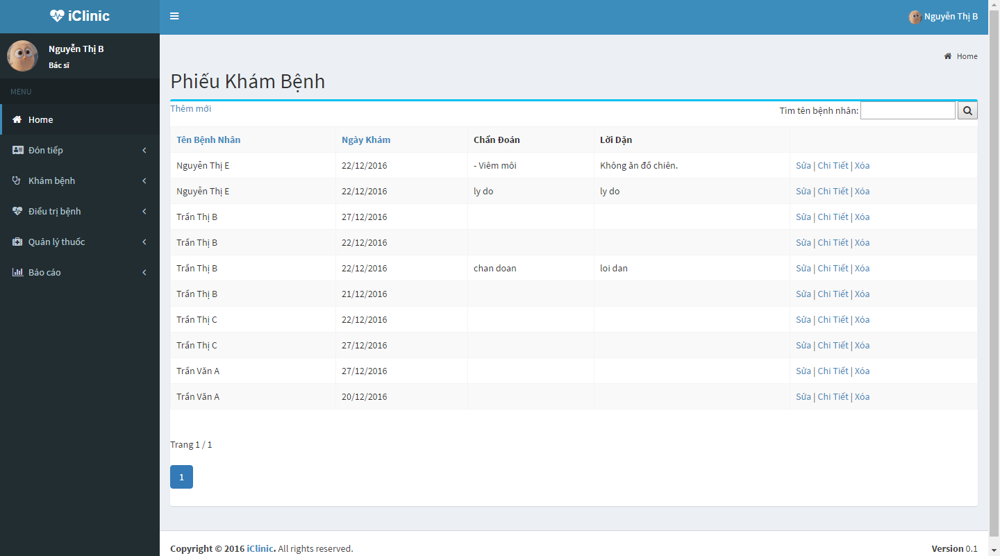 iClinic
Nguyễn Thị B
Nguyễn Thị B
Bác sĩ
MENU
Home
Đón tiếp
Khám bệnh
Điều trị bệnh
Quản lý thuốc
Báo cáo
Home
Phiếu Khám Bệnh
Thêm mới Tìm tên bệnh nhân:
Tên Bệnh Nhân Ngày Khám Chẩn Đoán Lời Dặn
Nguyễn Thị E 22/12/2016 - Viêm môi Không ăn đồ chiên. Sửa | Chi Tiết | Xóa
Nguyễn Thị E 22/12/2016 ly do ly do Sửa | Chi Tiết | Xóa
Trần Thị B 27/12/2016 Sửa | Chi Tiết | Xóa
Trần Thị B 22/12/2016 Sửa | Chi Tiết | Xóa
Trần Thị B 22/12/2016 chan doan loi dan Sửa | Chi Tiết | Xóa
Trần Thị B 21/12/2016 Sửa | Chi Tiết | Xóa
Trần Thị C 22/12/2016 Sửa | Chi Tiết | Xóa
Trần Thị C 27/12/2016 Sửa | Chi Tiết | Xóa
Trần Văn A 27/12/2016 Sửa | Chi Tiết | Xóa
Trần Văn A 20/12/2016 Sửa | Chi Tiết | Xóa
Trang 1 / 1
1
Copyright © 2016 iClinic. All rights reserved. Version 0.1